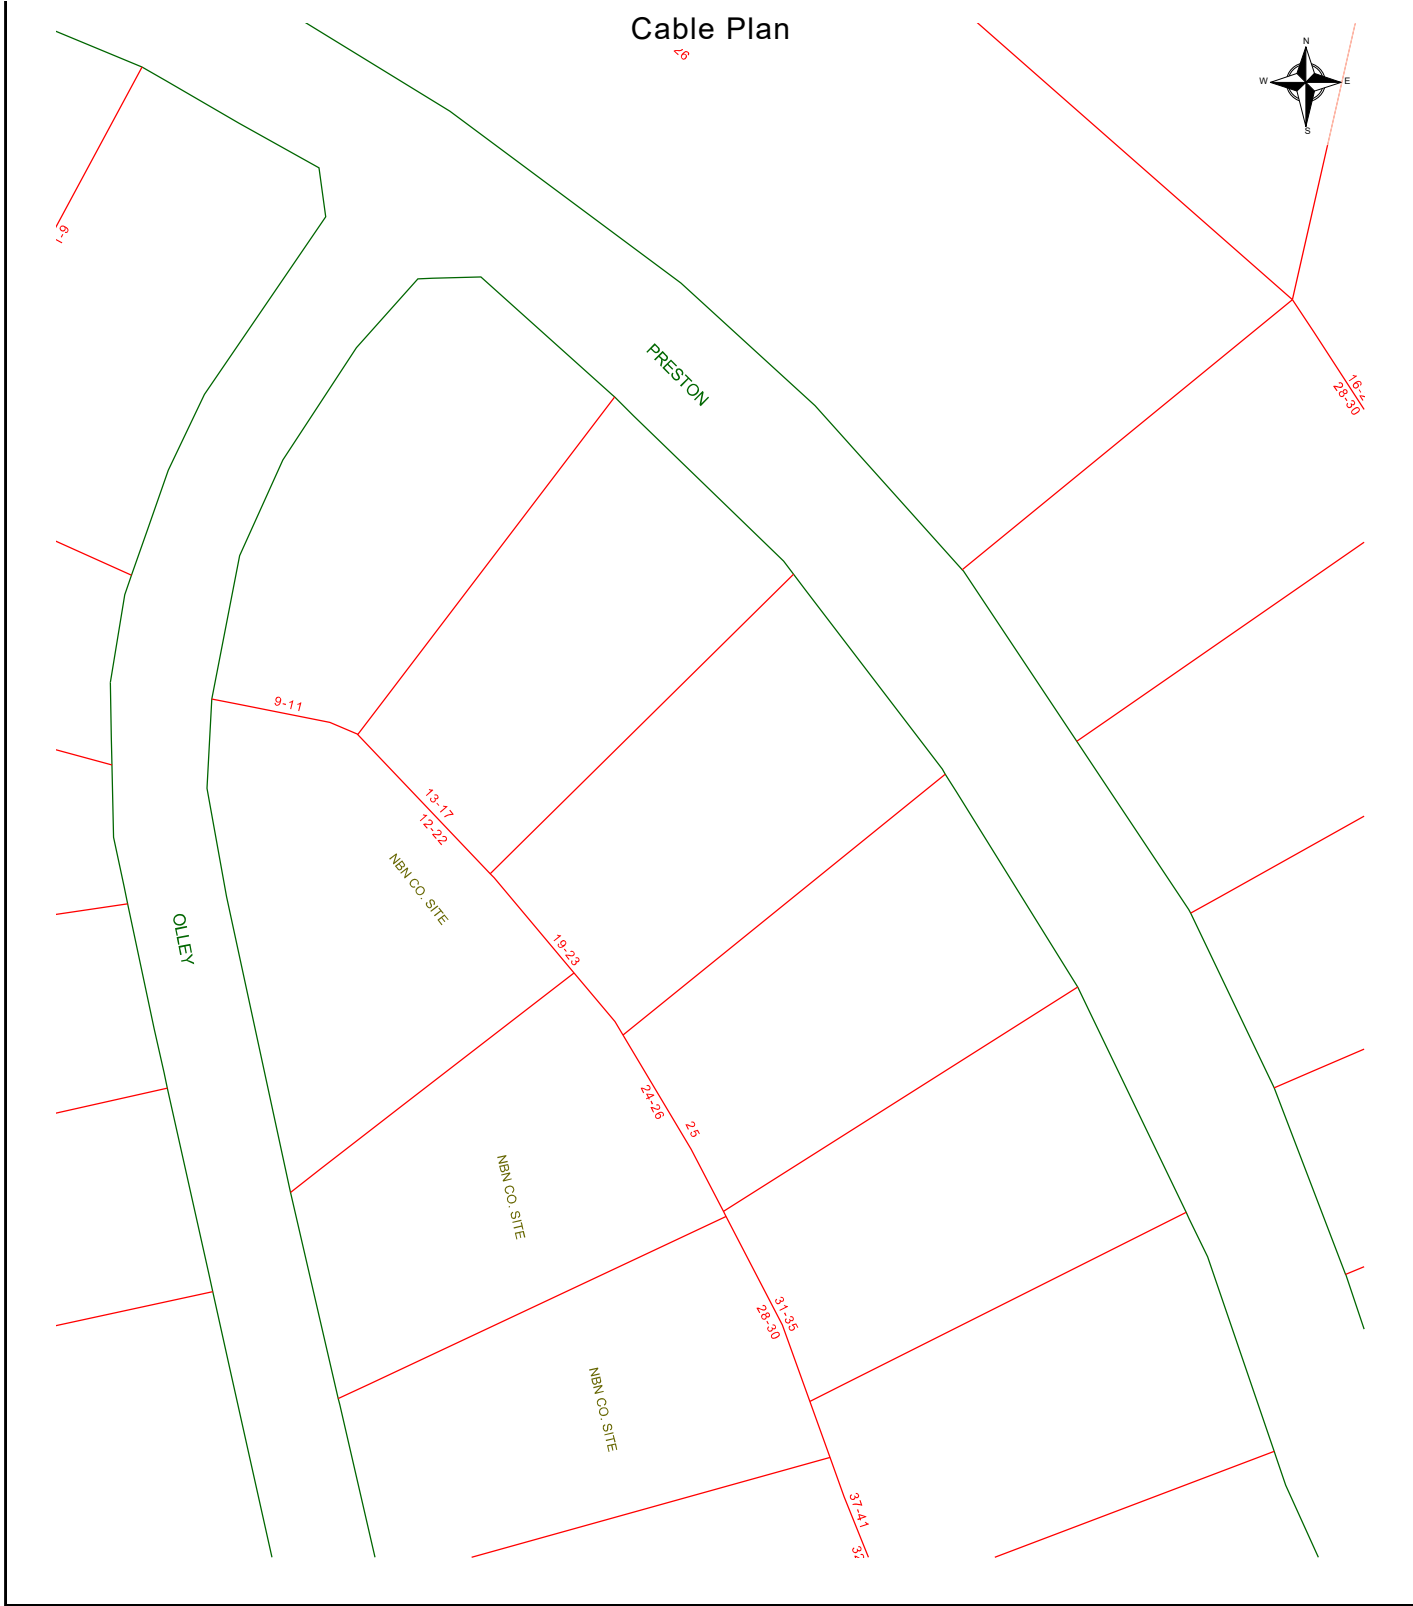 Cable Plan
26
N
W
E
S
PRESTON
28-30
9-11
13-17
12-22
NBN CO. SITE
OLLEY
19-23
24-26
25
NBN CO. SITE
31-35
28-30
NBN CO. SITE
37-41